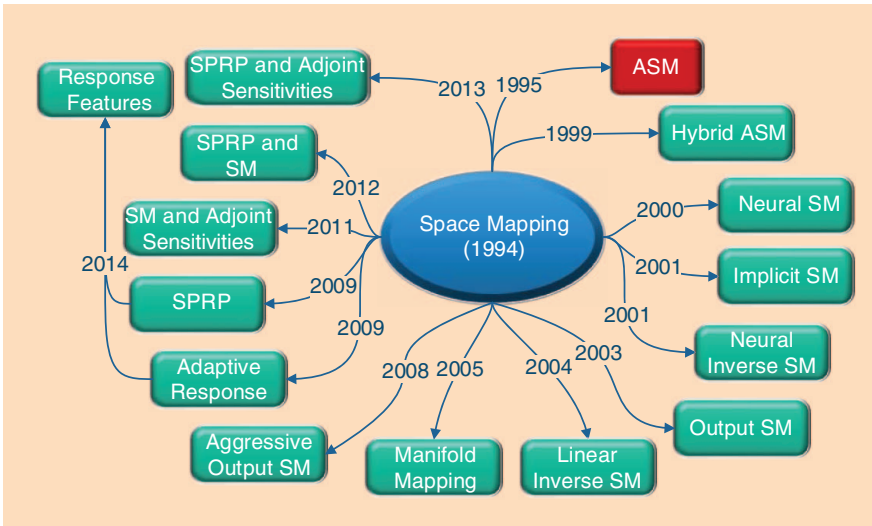 Response
Features
SPRP and Adjoint
Sensitivities
2013
1995
ASM
SPRP and
SM
1999
Hybrid ASM
2012
SM and Adjoint
Sensitivities
2011
Space Mapping
(1994)
2000
Neural SM
2014
2009
SPRP
2001
Implicit SM
2009
2001
Neural
Inverse SM
Adaptive
Response
2008
2005
2004
2003
Output SM
Aggressive
Output SM
Manifold
Mapping
Linear
Inverse SM